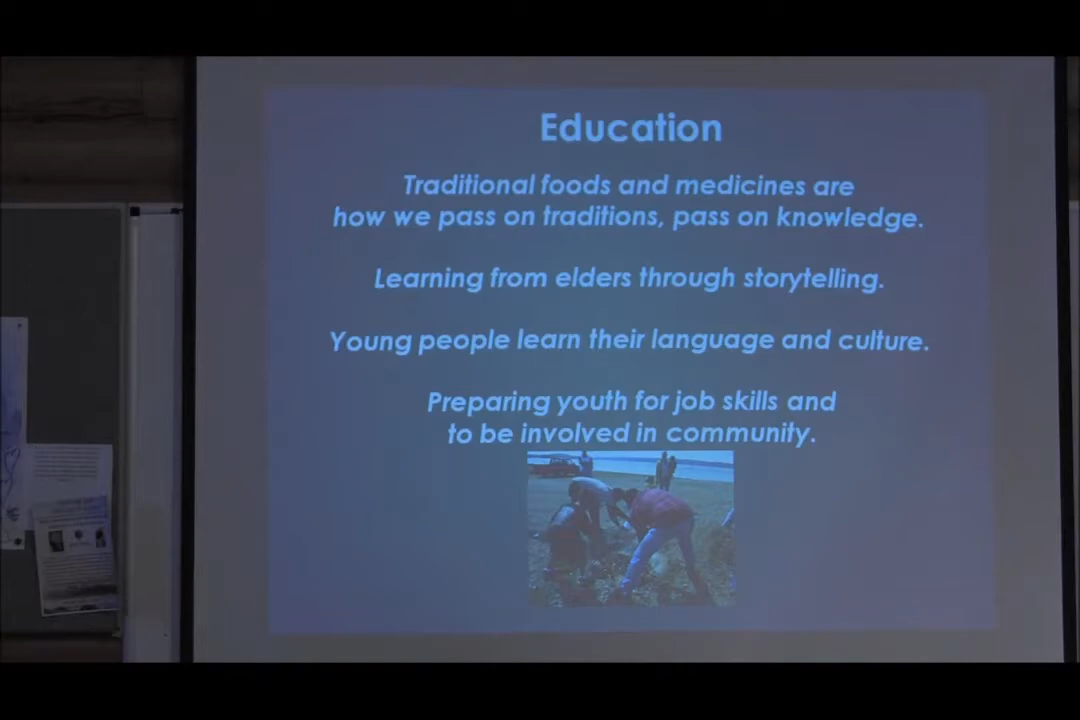 Education
Traditional foods and medicines are
how we pass on traditions, pass on knowledge.
Learning from elders through storytelling.
Young people learn their language and culture.
Preparing youth for job skills and
to be involved in community.